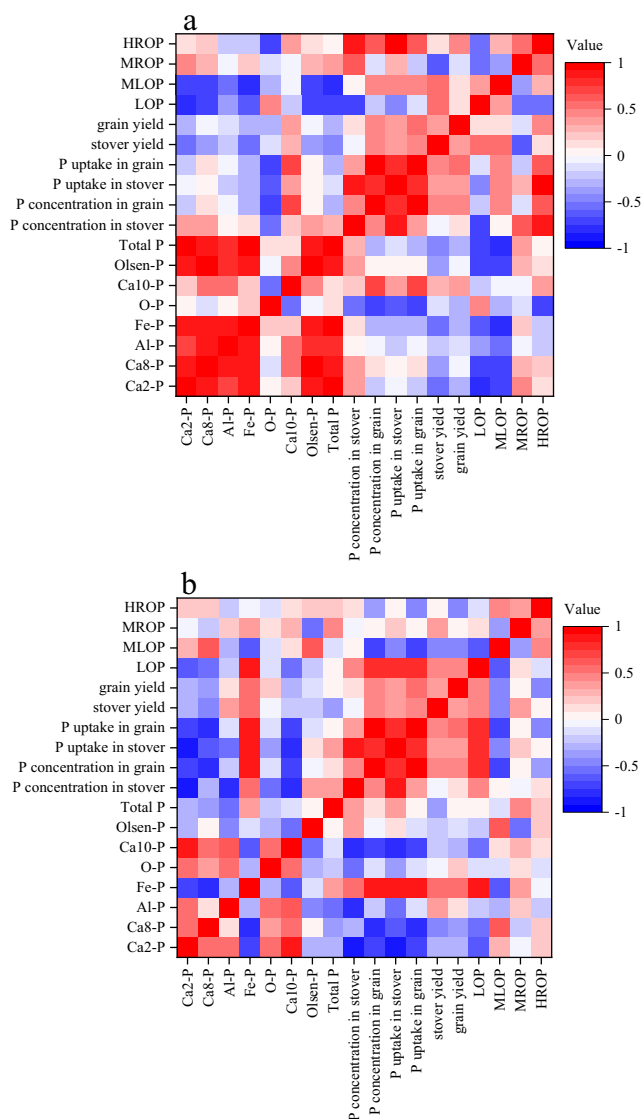 a
HROP
MROP
MLOP
LOP
grain yield
stover yield
P uptake in grain
P uptake in stover
P concentration in grain
P concentration in stover
Total P
Olsen-P
Ca10-P
O-P
Fe-P
Al-P
Ca8-P
Ca2-P
Ca2-P
Ca8-P
Al-P
Fe-P
O-P
Ca10-P
Olsen-P
Total P
P concentration in stover
P concentration in grain
P uptake in stover
P uptake in grain
stover yield
grain yield
LOP
MLOP
MROP
HROP
Value
1
0.5
0
-0.5
-1
b
HROP
MROP
MLOP
LOP
grain yield
stover yield
P uptake in grain
P uptake in stover
P concentration in grain
P concentration in stover
Total P
Olsen-P
Ca10-P
O-P
Fe-P
Al-P
Ca8-P
Ca2-P
Ca2-P
Ca8-P
Al-P
Fe-P
O-P
Ca10-P
Olsen-P
Total P
P concentration in stover
P concentration in grain
P uptake in stover
P uptake in grain
stover yield
grain yield
LOP
MLOP
MROP
HROP
Value
1
0.5
0
-0.5
-1